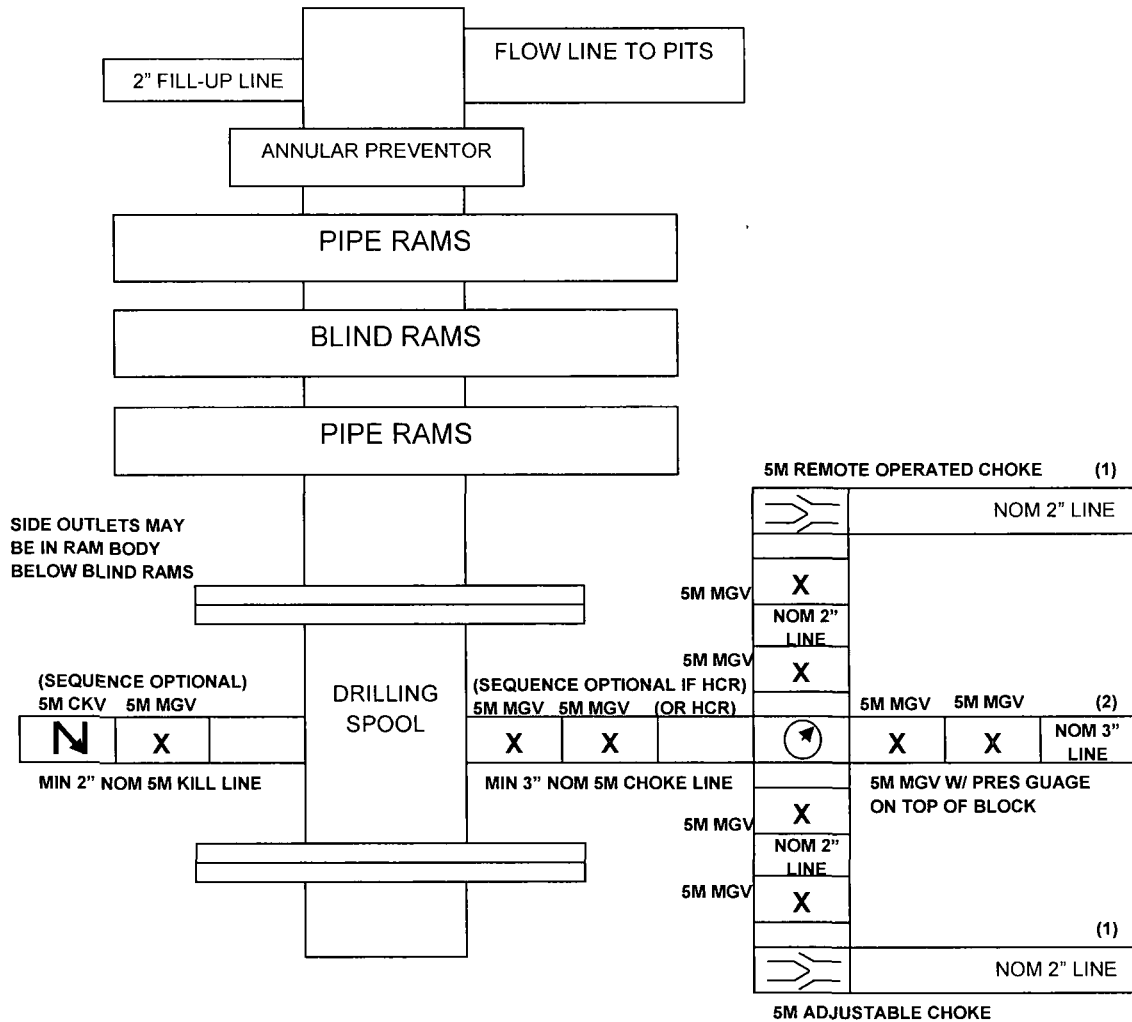 FLOW LINE TO PITS
2” FILL-UP LINE
ANNULAR PREVENTOR
PIPE RAMS
BLIND RAMS
PIPE RAMS
5M REMOTE OPERATED CHOKE (1)
NOM 2” LINE
SIDE OUTLETS MAY
BE IN RAM BODY
BELOW BLIND RAMS
5M MGV
X
NOM 2”
LINE
5M MGV
X
(SEQUENCE OPTIONAL)
5M CKV 5M MGV
X
MIN 2” NOM 5M KILL LINE
DRILLING
SPOOL
(SEQUENCE OPTIONAL IF HCR)
5M MGV 5M MGV (OR HCR)
X X
MIN 3” NOM 5M CHOKE LINE
5M MGV 5M MGV (2)
X X NOM 3”
LINE
5M MGV W/ PRES GUAGE
ON TOP OF BLOCK
5M MGV
X
NOM 2”
LINE
5M MGV
X
(1)
NOM 2” LINE
5M ADJUSTABLE CHOKE